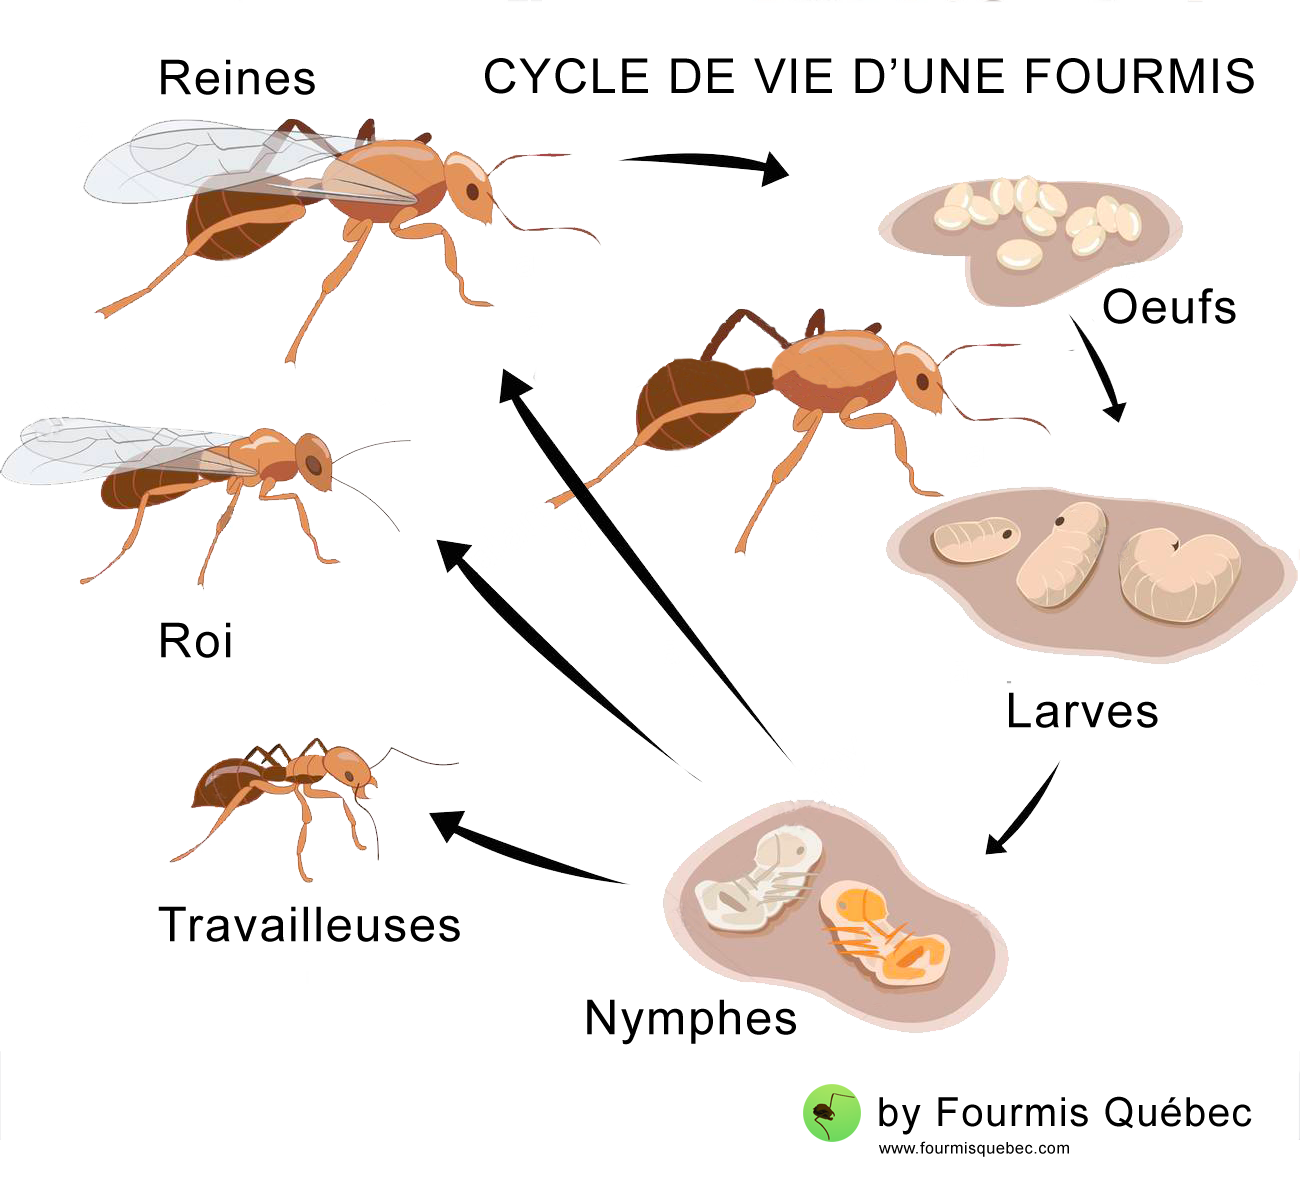 Reines
CYCLE DE VIE D’UNE FOURMIS
Oeufs
Roi
Larves
Travailleuses
Nymphes
by Fourmis Québec
www.fourmisquebec.com